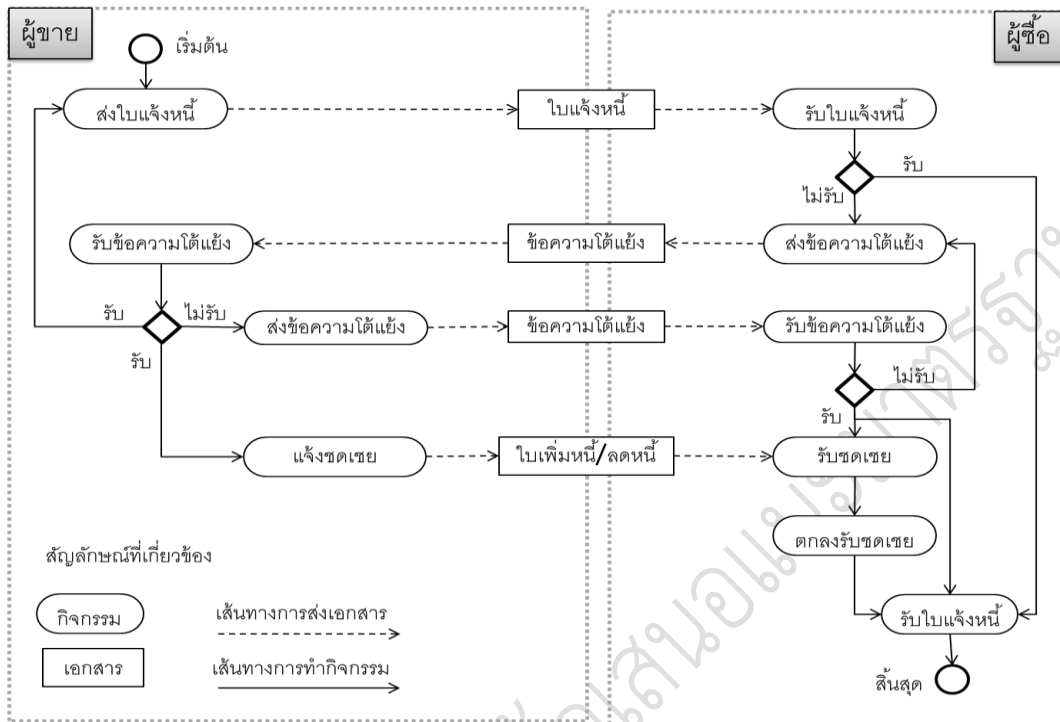 ผู้ขาย
ผู้ซื้อ
เริ่มต้น
ส่งใบแจ้งหนี้
ใบแจ้งหนี้
รับใบแจ้งหนี้
รับ
ไม่รับ
รับข้อความโต้แย้ง
ข้อความโต้แย้ง
ส่งข้อความโต้แย้ง
รับ
ไม่รับ
ส่งข้อความโต้แย้ง
ข้อความโต้แย้ง
รับข้อความโต้แย้ง
รับ
ไม่รับ
รับ
แจ้งชดเชย
ใบเพิ่มหนี้/ลดหนี้
รับชดเชย
ตกลงรับชดเชย
สัญลักษณ์ที่เกี่ยวข้อง
กิจกรรม
เส้นทางการส่งเอกสาร
รับใบแจ้งหนี้
เอกสาร
เส้นทางการทำกิจกรรม
สิ้นสุด